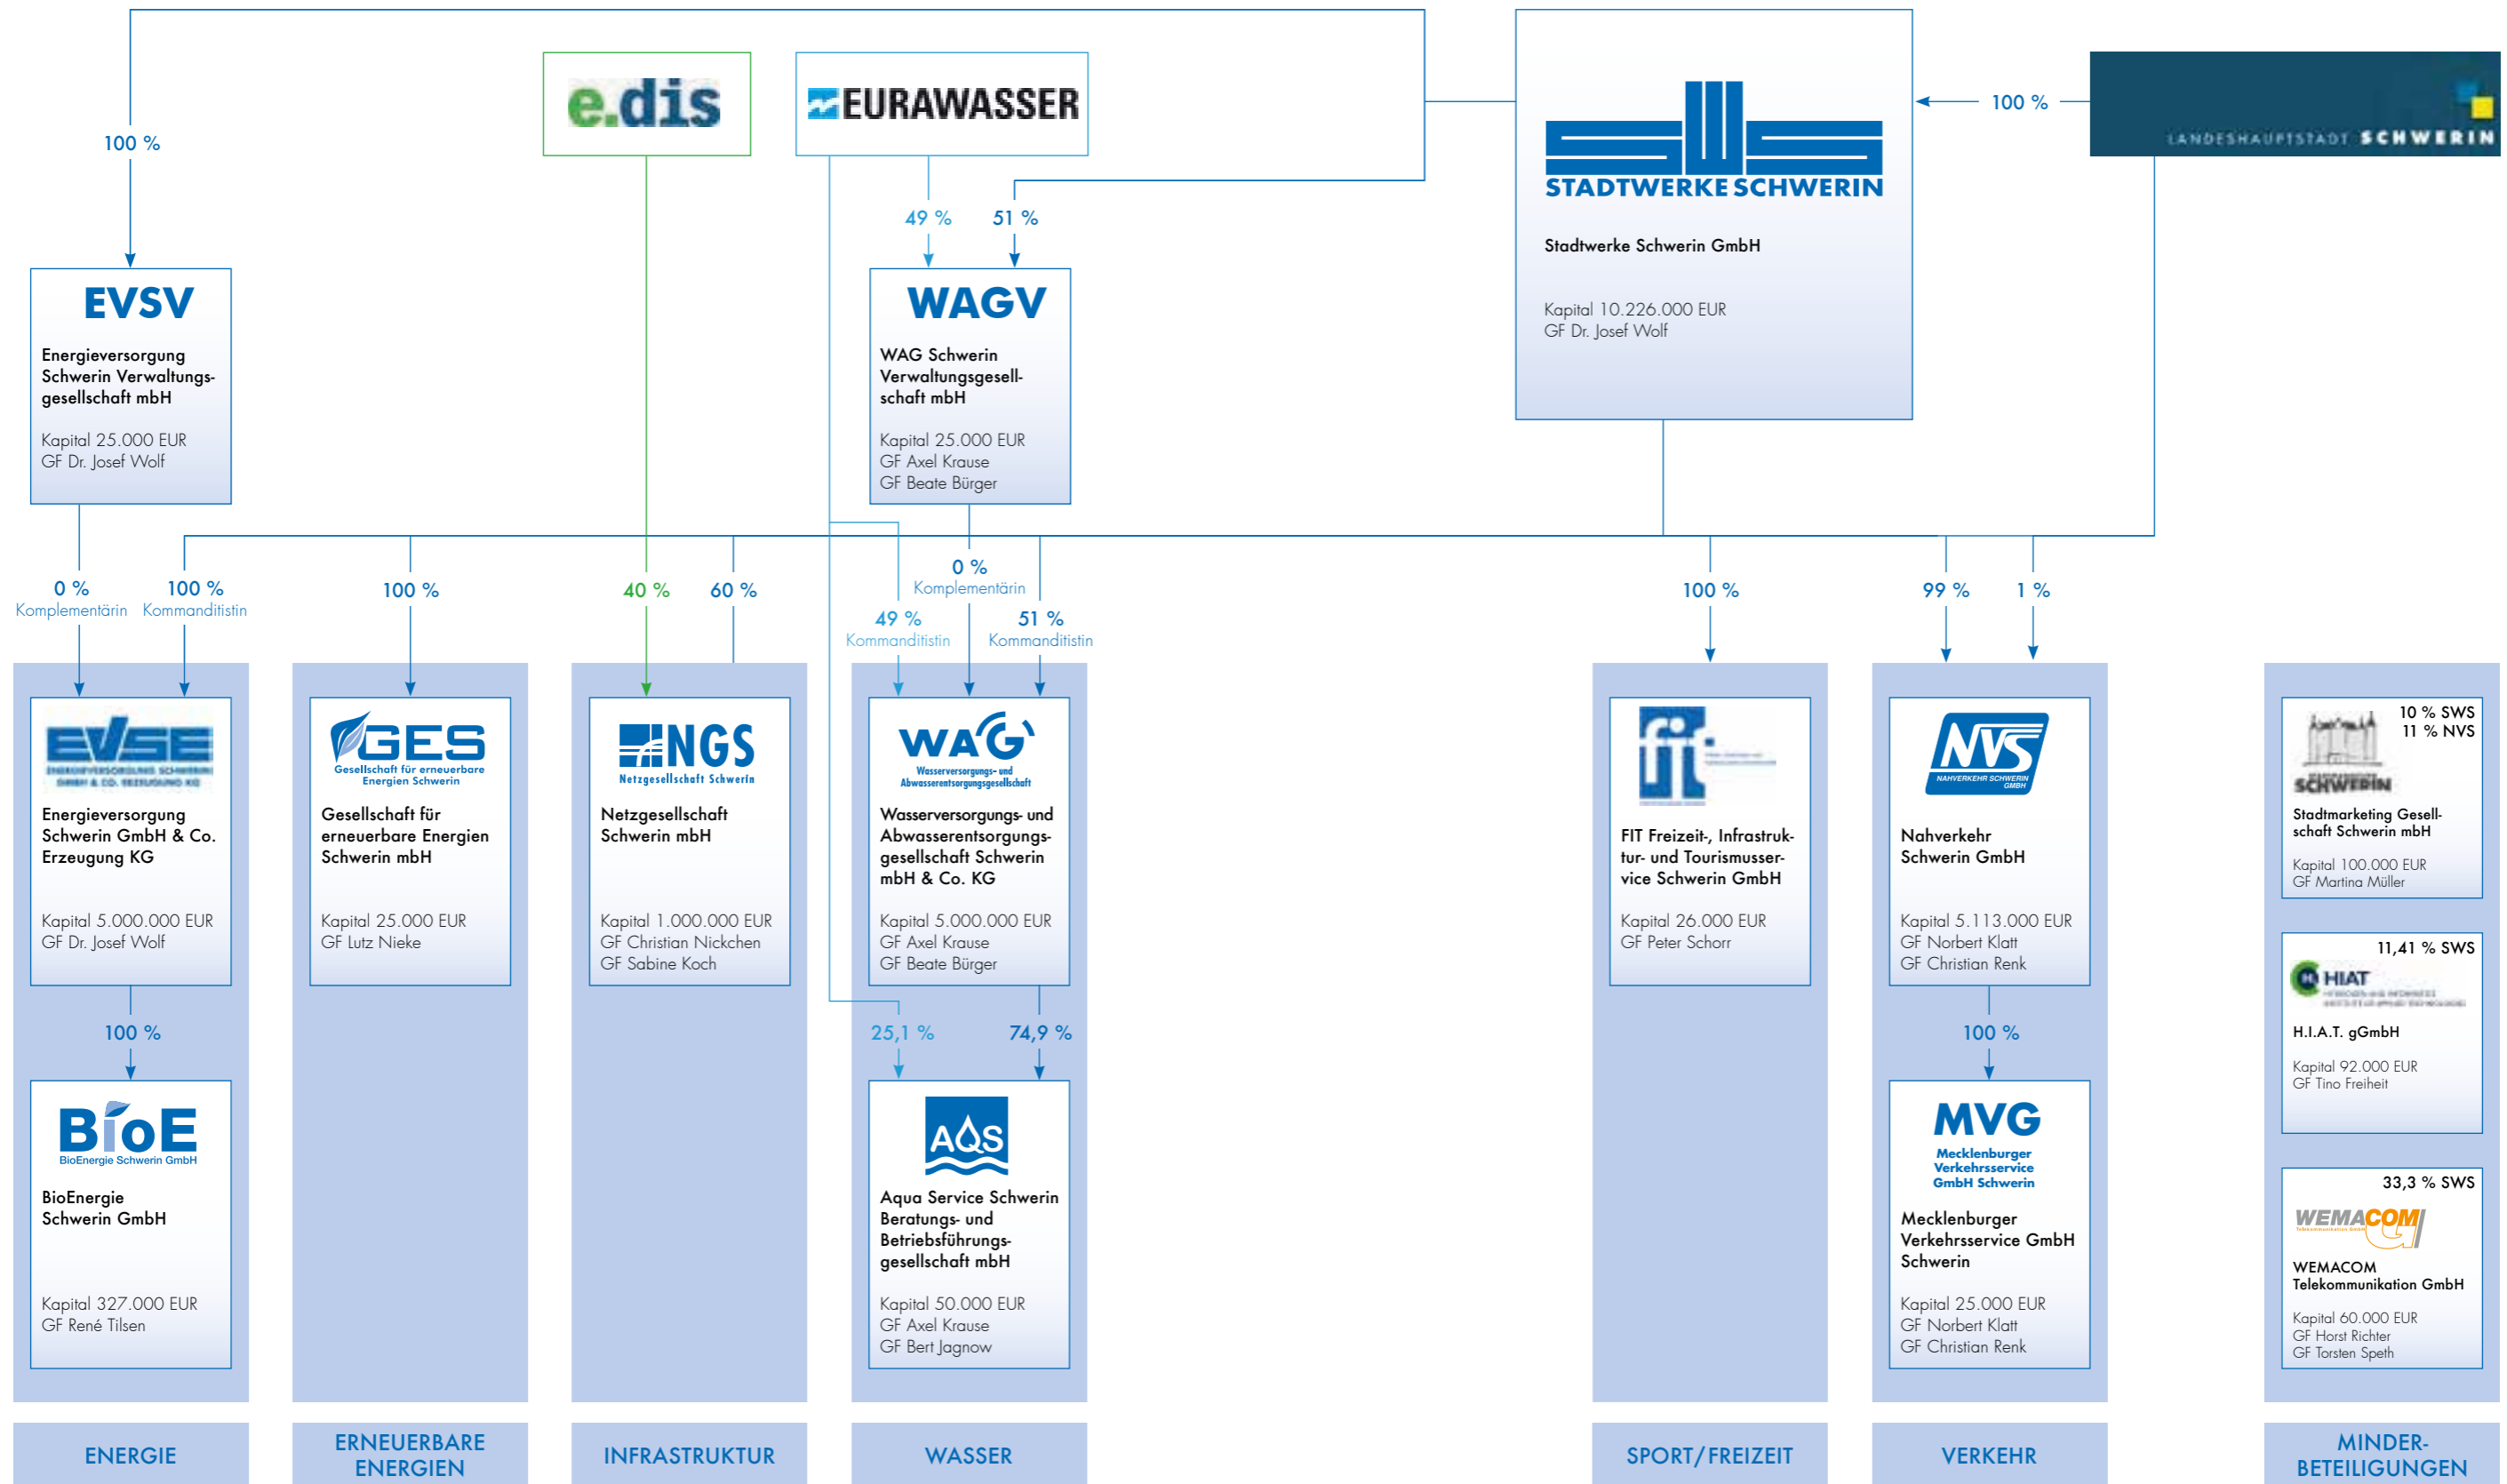 e.dis
EURAWASSER
STADTWERKE SCHWERIN
100 %
LANDESHAUPTSTADT SCHWERIN
100 %
49 %
51 %
Stadtwerke Schwerin GmbH
Kapital 10.226.000 EUR
GF Dr. Josef Wolf
EVSV
Energieversorgung
Schwerin Verwaltungs-
gesellschaft mbH
Kapital 25.000 EUR
GF Dr. Josef Wolf
WAGV
WAG Schwerin
Verwaltungsgesell-
schaft mbH
Kapital 25.000 EUR
GF Axel Krause
GF Beate Bürger
0 %
Komplementärin
100 %
Kommanditistin
100 %
40 %
60 %
49 %
Kommanditistin
0 %
Komplementärin
51 %
Kommanditistin
100 %
99 %
1 %
EVSE
ENERGIEVERSORGUNG SCHWERIN
GMBH & CO. ERZEUGUNG KG
Energieversorgung
Schwerin GmbH & Co.
Erzeugung KG
Kapital 5.000.000 EUR
GF Dr. Josef Wolf
100 %
BioE
BioEnergie Schwerin GmbH
BioEnergie
Schwerin GmbH
Kapital 327.000 EUR
GF René Tilsen
ENERGIE
GES
Gesellschaft für erneuerbare
Energien Schwerin
Gesellschaft für
erneuerbare Energien
Schwerin mbH
Kapital 25.000 EUR
GF Lutz Nieke
ERNEUERBARE
ENERGIEN
NGS
Netzgesellschaft Schwerin
Netzgesellschaft
Schwerin mbH
Kapital 1.000.000 EUR
GF Christian Nickchen
GF Sabine Koch
INFRASTRUKTUR
WAG
Wasserversorgungs- und
Abwasserentsorgungsgesellschaft
Wasserversorgungs- und
Abwasserentsorgungs-
gesellschaft Schwerin
mbH & Co. KG
Kapital 5.000.000 EUR
GF Axel Krause
GF Beate Bürger
25,1 %
74,9 %
AQS
Aqua Service Schwerin
Beratungs- und
Betriebsführungs-
gesellschaft mbH
Kapital 50.000 EUR
GF Axel Krause
GF Bert Jagnow
WASSER
fit
FIT Freizeit-, Infrastruk-
tur- und Tourismusser-
vice Schwerin GmbH
Kapital 26.000 EUR
GF Peter Schorr
SPORT/FREIZEIT
NVS
NAHVERKEHR SCHWERIN
GMBH
Nahverkehr
Schwerin GmbH
Kapital 5.113.000 EUR
GF Norbert Klatt
GF Christian Renk
100 %
MVG
Mecklenburger
Verkehrsservice
GmbH Schwerin
Mecklenburger
Verkehrsservice GmbH
Schwerin
Kapital 25.000 EUR
GF Norbert Klatt
GF Christian Renk
VERKEHR
10 % SWS
11 % NVS
SCHWERIN
Stadtmarketing Gesell-
schaft Schwerin mbH
Kapital 100.000 EUR
GF Martina Müller
11,41 % SWS
HIAT
H.I.A.T. gGmbH
Kapital 92.000 EUR
GF Tino Freiheit
33,3 % SWS
WEMACOM
Telekommunikation GmbH
WEMACOM
Telekommunikation GmbH
Kapital 60.000 EUR
GF Horst Richter
GF Torsten Speth
MINDER-
BETEILIGUNGEN